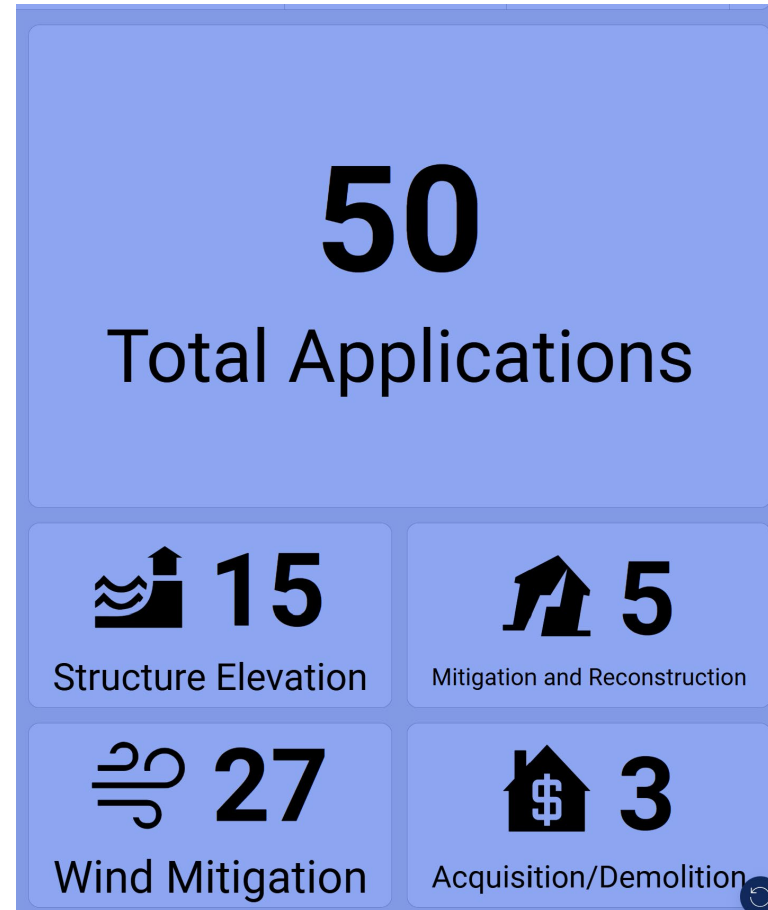 50
Total Applications
15
Structure Elevation
5
Mitigation and Reconstruction
27
Wind Mitigation
$ 3
Acquisition/Demolition